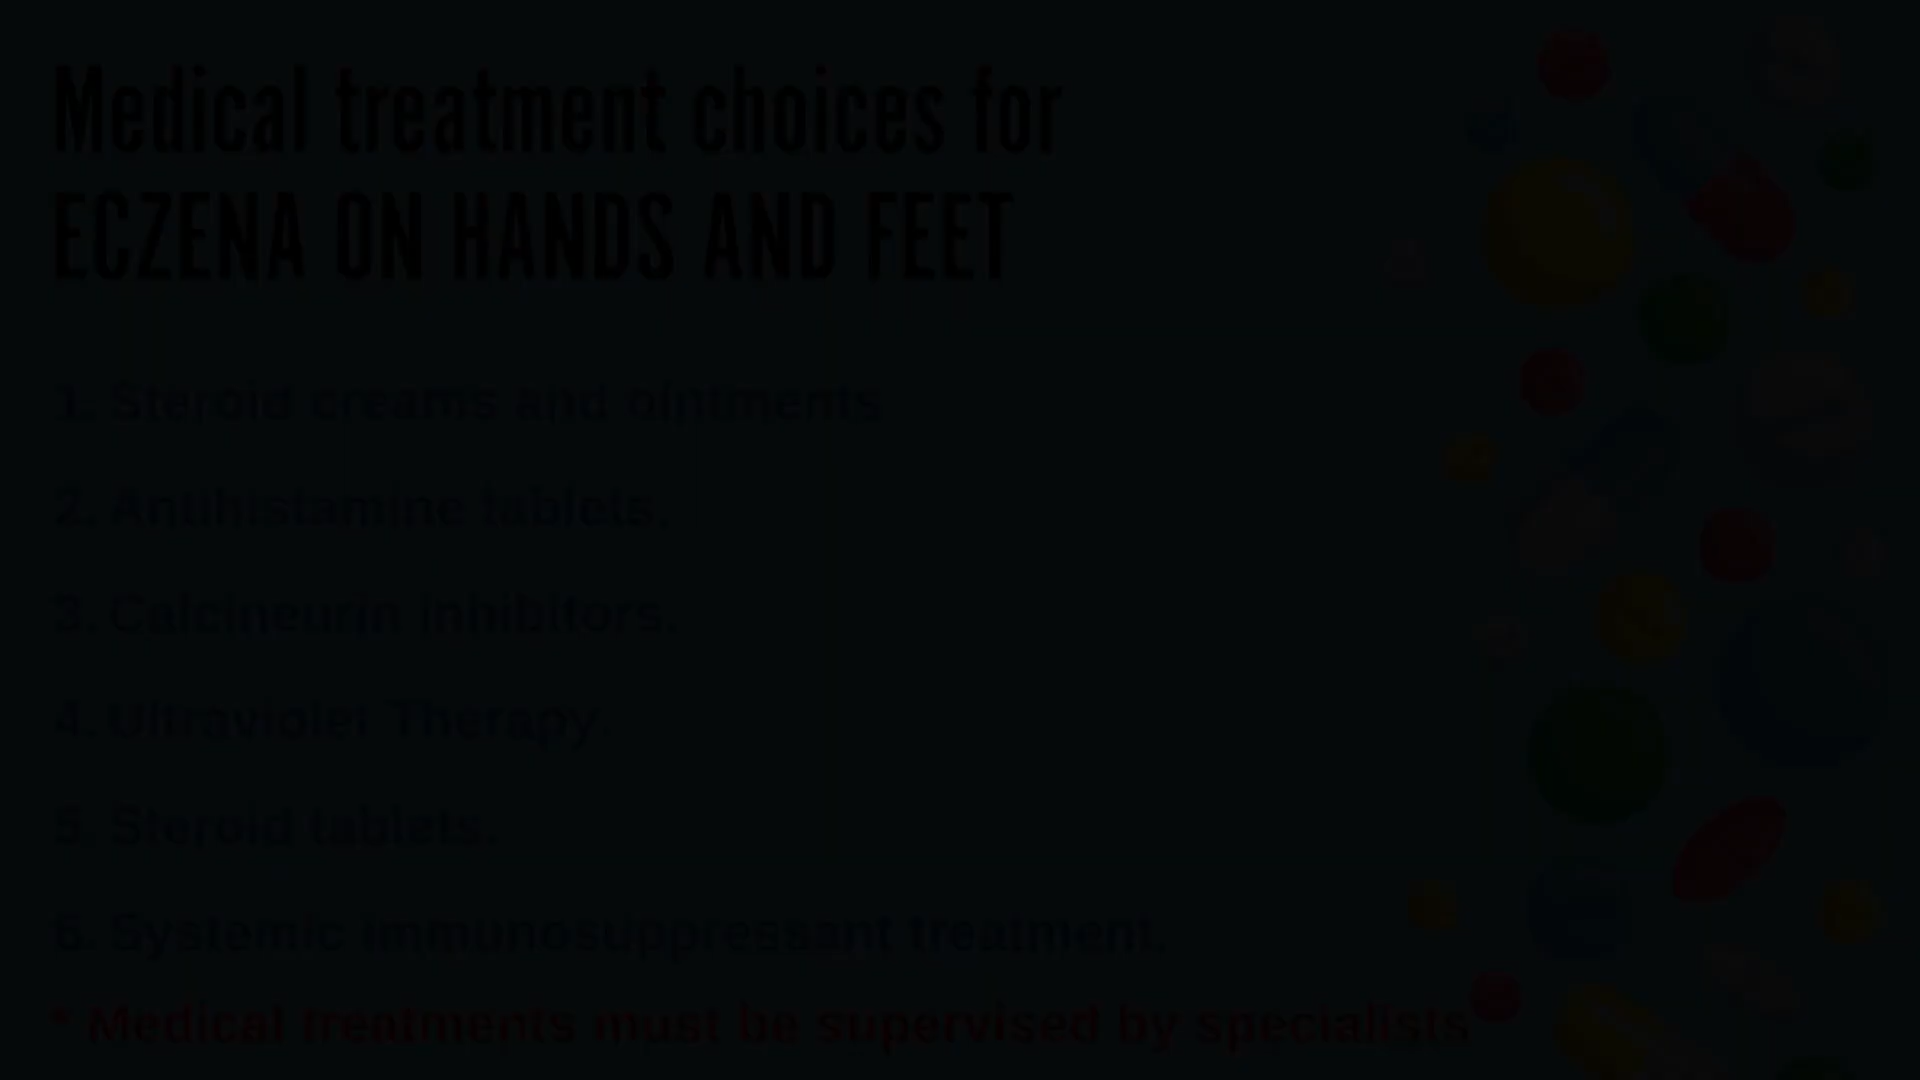 Medical treatment choices for
ECZENA ON HANDS AND FEET
1. Steroid creams and ointments
2. Antihistamine tablets.
3. Calcineurin inhibitors.
4. Ultraviolet Therapy.
5. Steroid tablets.
6. Systemic immunosuppressant treatment.
* Medical treatments must be supervised by specialists